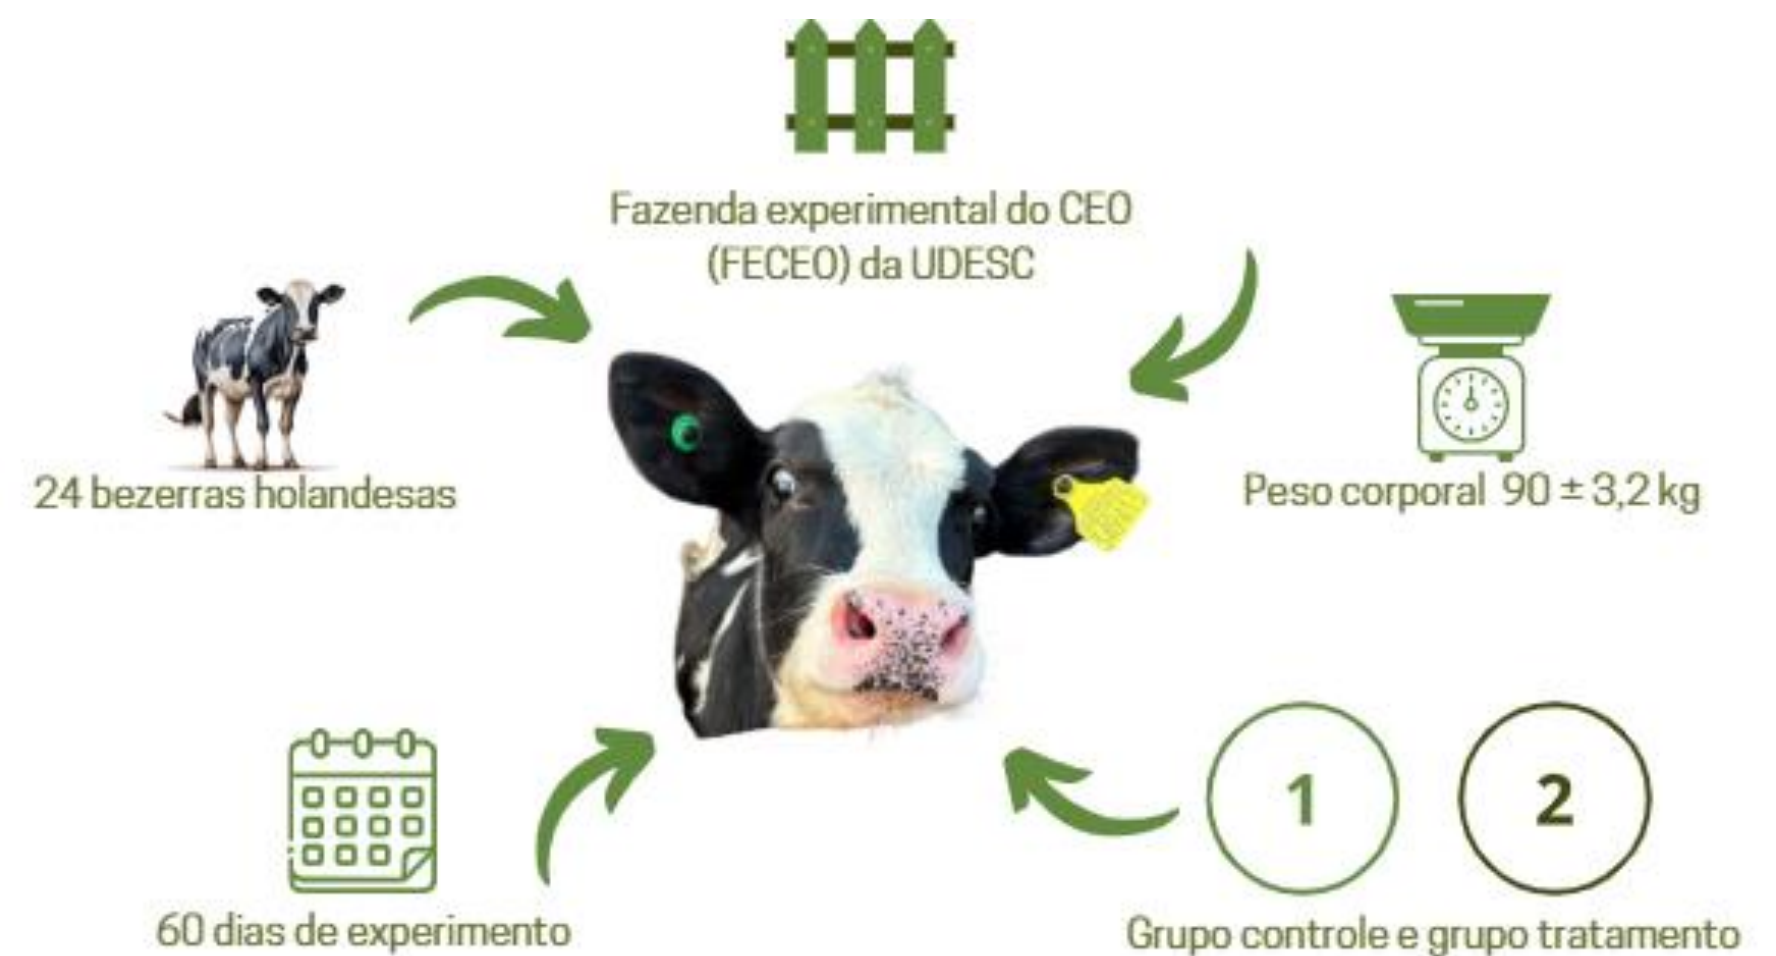 Fazenda experimental do CEO
(FECEO) da UDESC
24 bezerras holandesas
Peso corporal 90 ± 3,2 kg
1
2
60 dias de experimento
Grupo controle e grupo tratamento